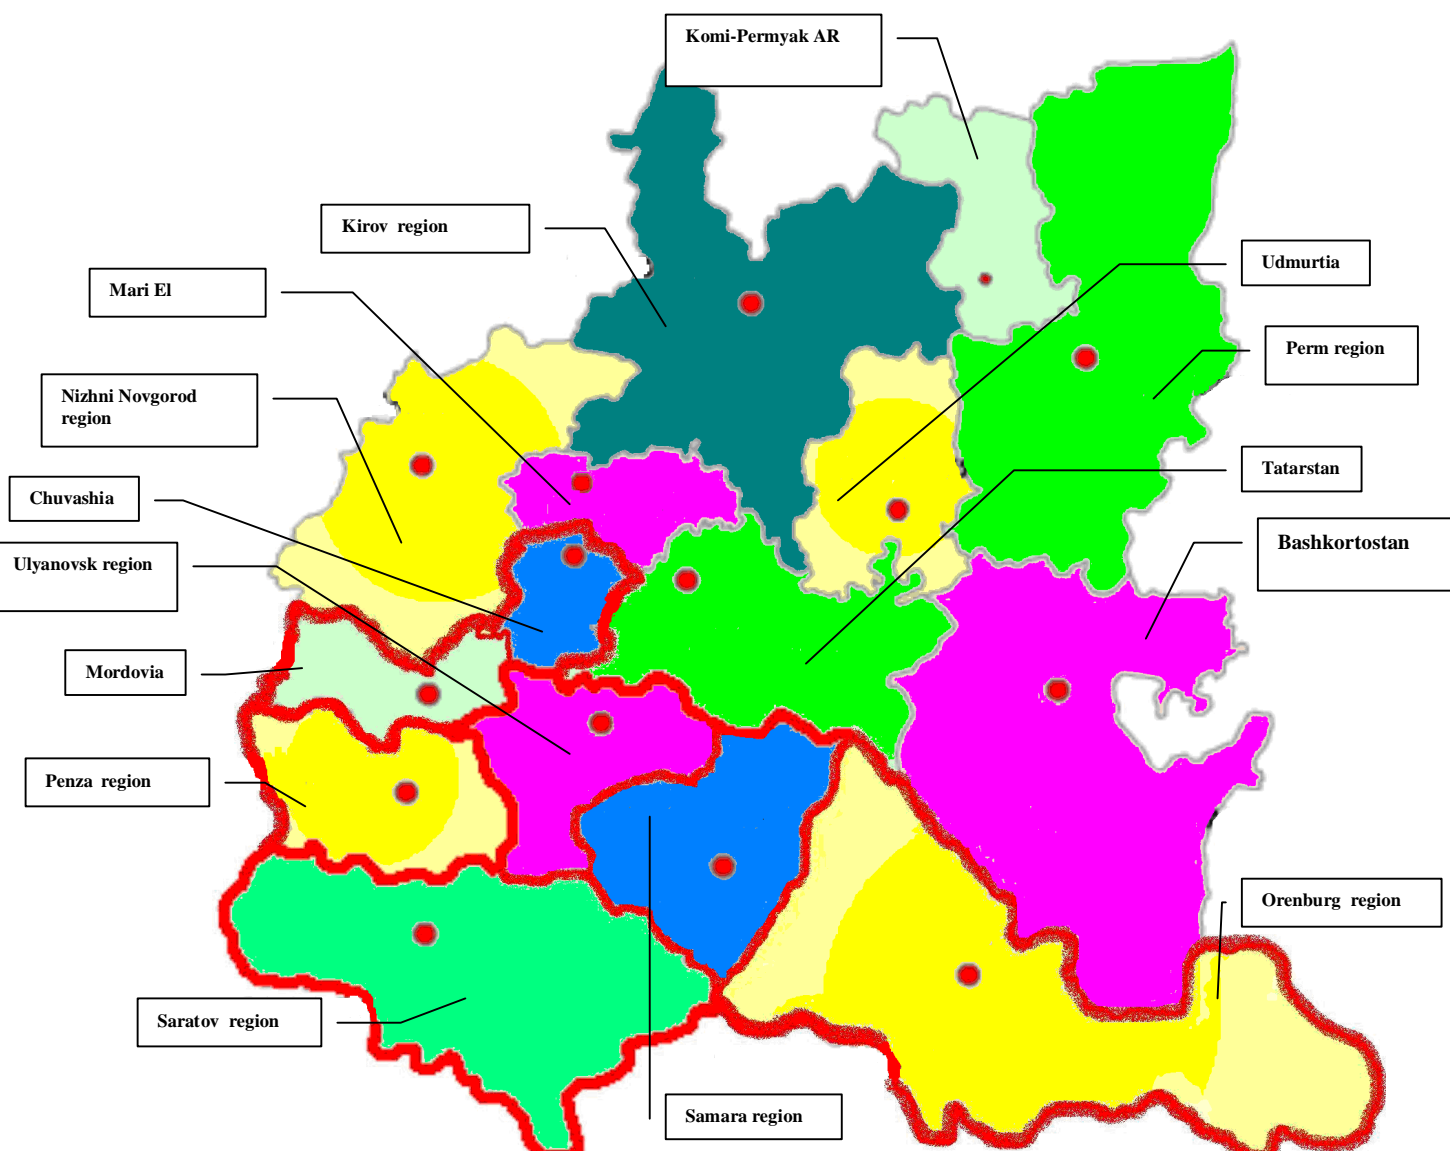 Komi-Permyak AR
Kirov region
Udmurtia
Mari El
Perm region
Nizhni Novgorod
region
Tatarstan
Chuvashia
Bashkortostan
Ulyanovsk region
Mordovia
Penza region
Orenburg region
Saratov region
Samara region